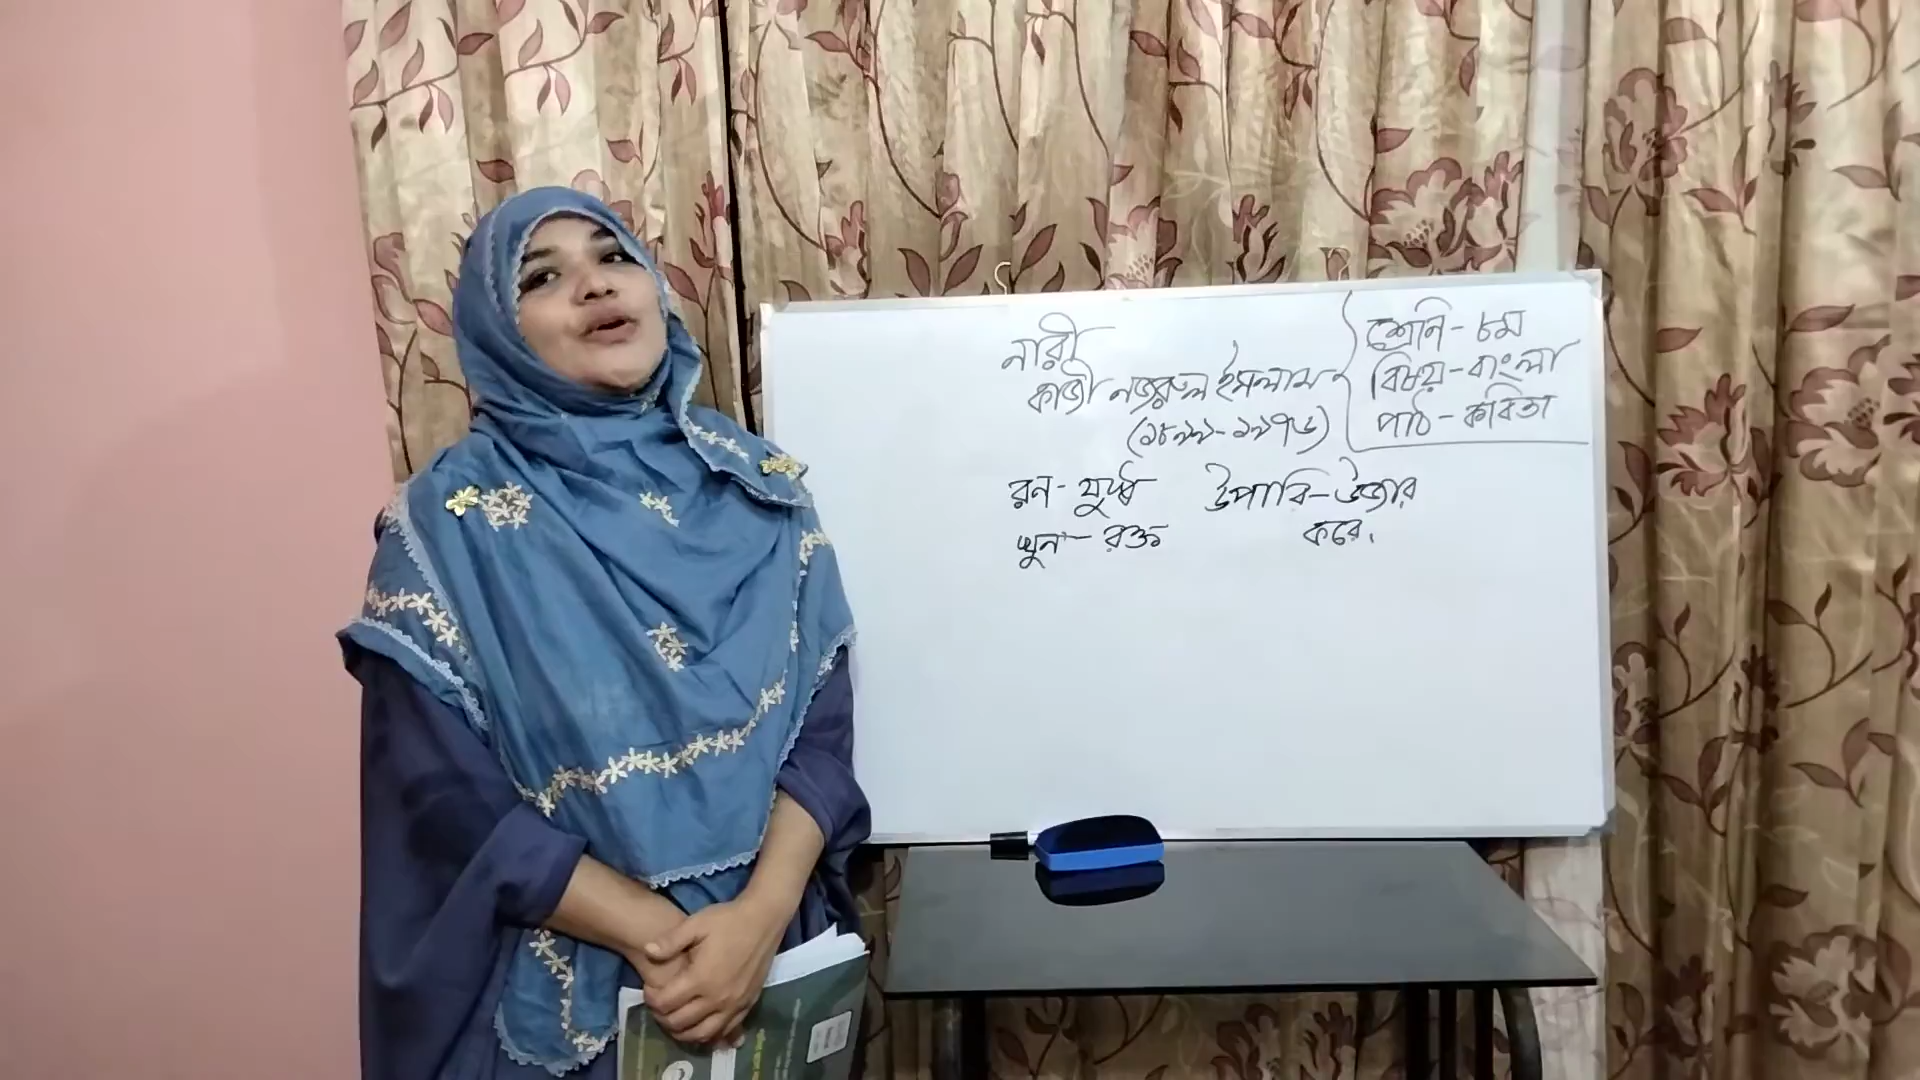 নারী
কাজী নজরুল ইসলাম
(১৮৯৯-১৯৭৬)
শ্রেনি - ৮ম
বিষয় - বাংলা
পাঠ - কবিতা
রন - যুদ্ধ
খুন - রক্ত
উপারি - উজার
করে।